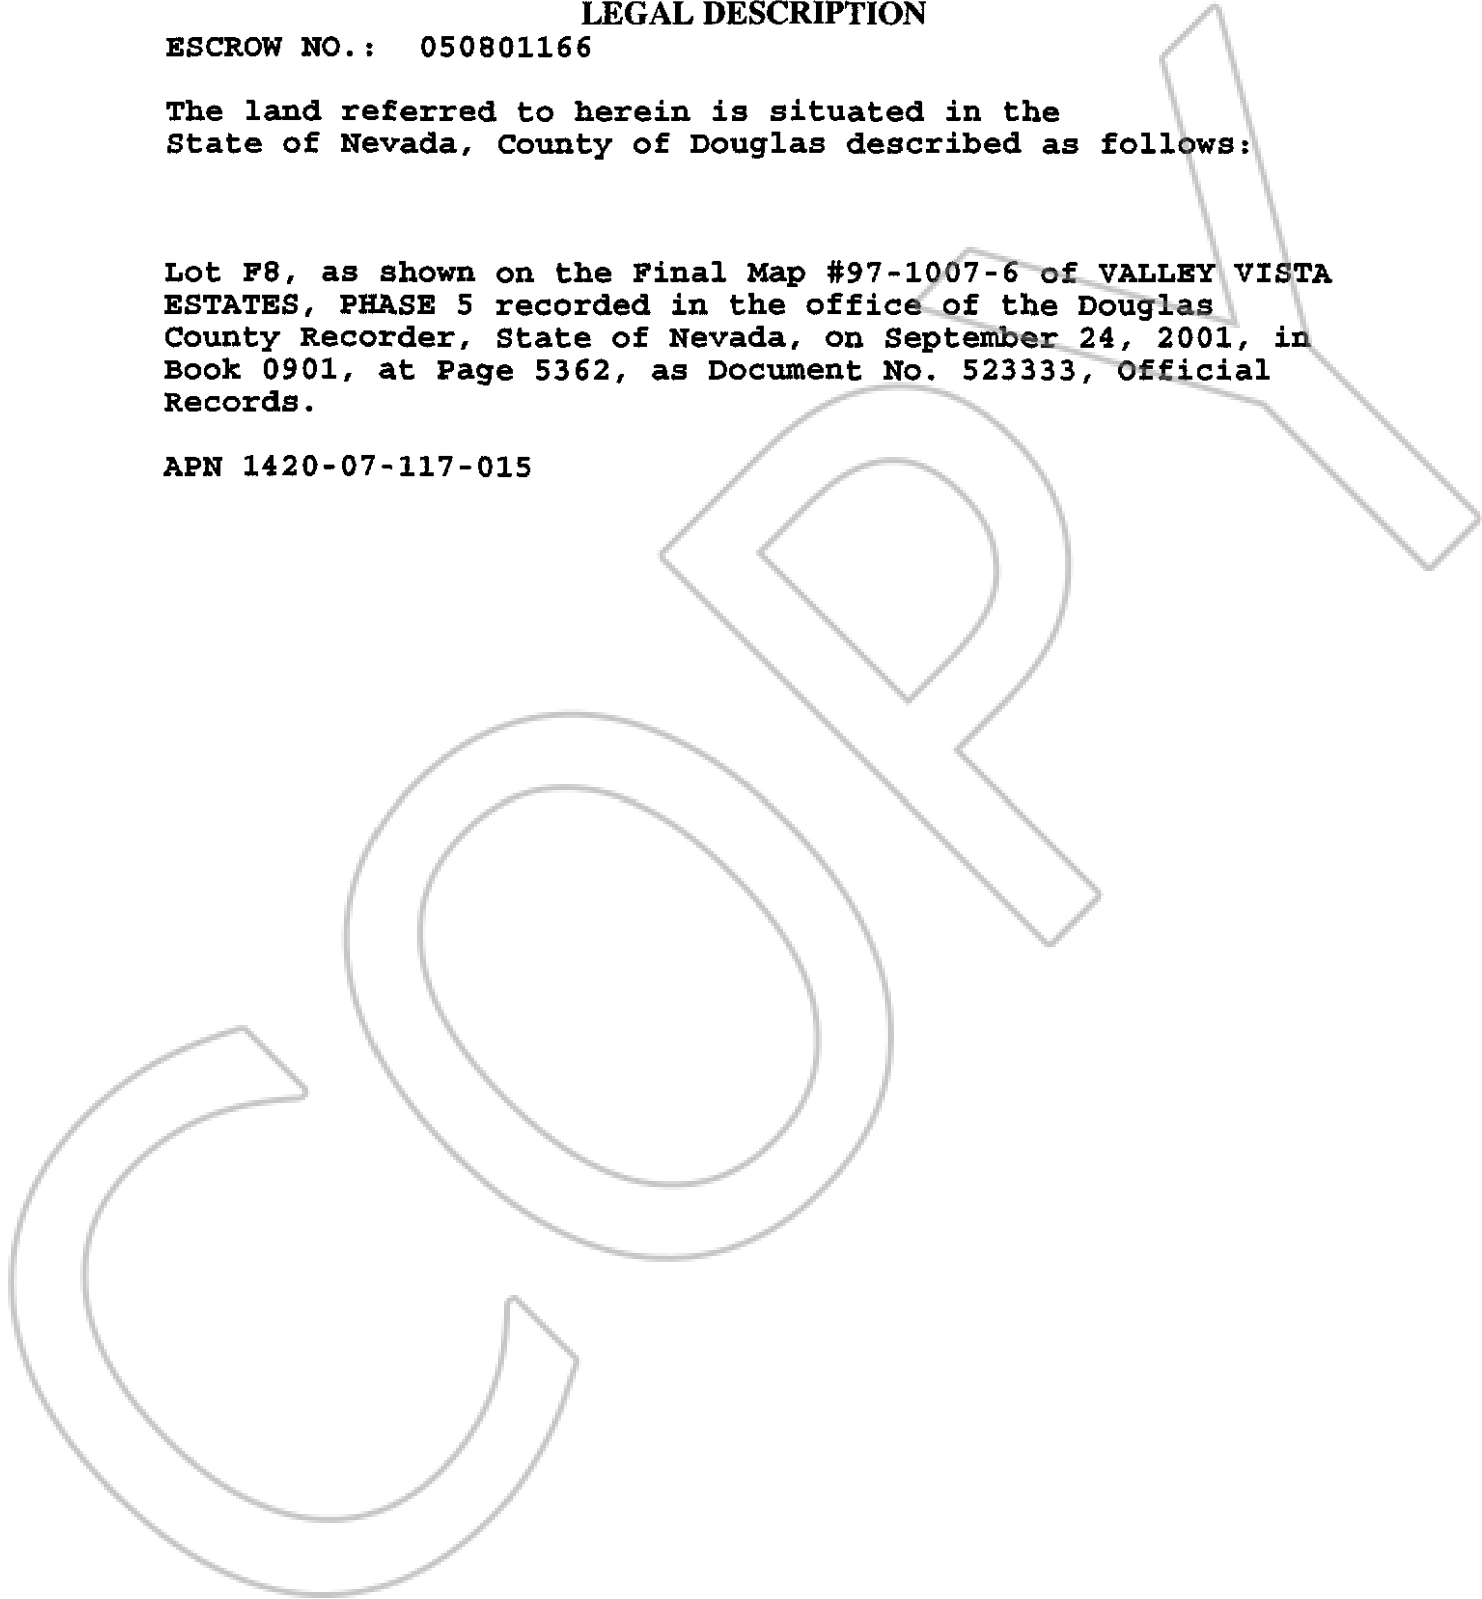 LEGAL DESCRIPTION
ESCROW NO.: 050801166
The land referred to herein is situated in the
State of Nevada, County of Douglas described as follows:
Lot F8, as shown on the Final Map #97-1007-6 of VALLEY VISTA
ESTATES, PHASE 5 recorded in the office of the Douglas
County Recorder, State of Nevada, on September 24, 2001, in
Book 0901, at Page 5362, as Document No. 523333, Official
Records.
APN 1420-07-117-015
COPY